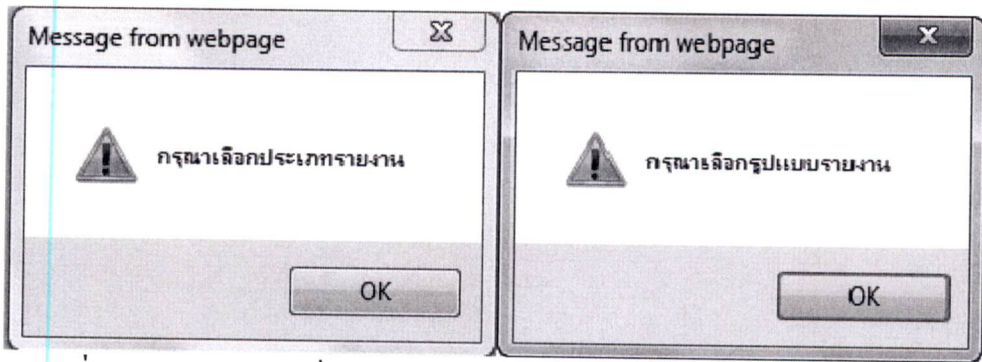 Message from webpage
กรุณาเลือกประเภทรายงาน
OK
Message from webpage
กรุณาเลือกรูปแบบรายงาน
OK